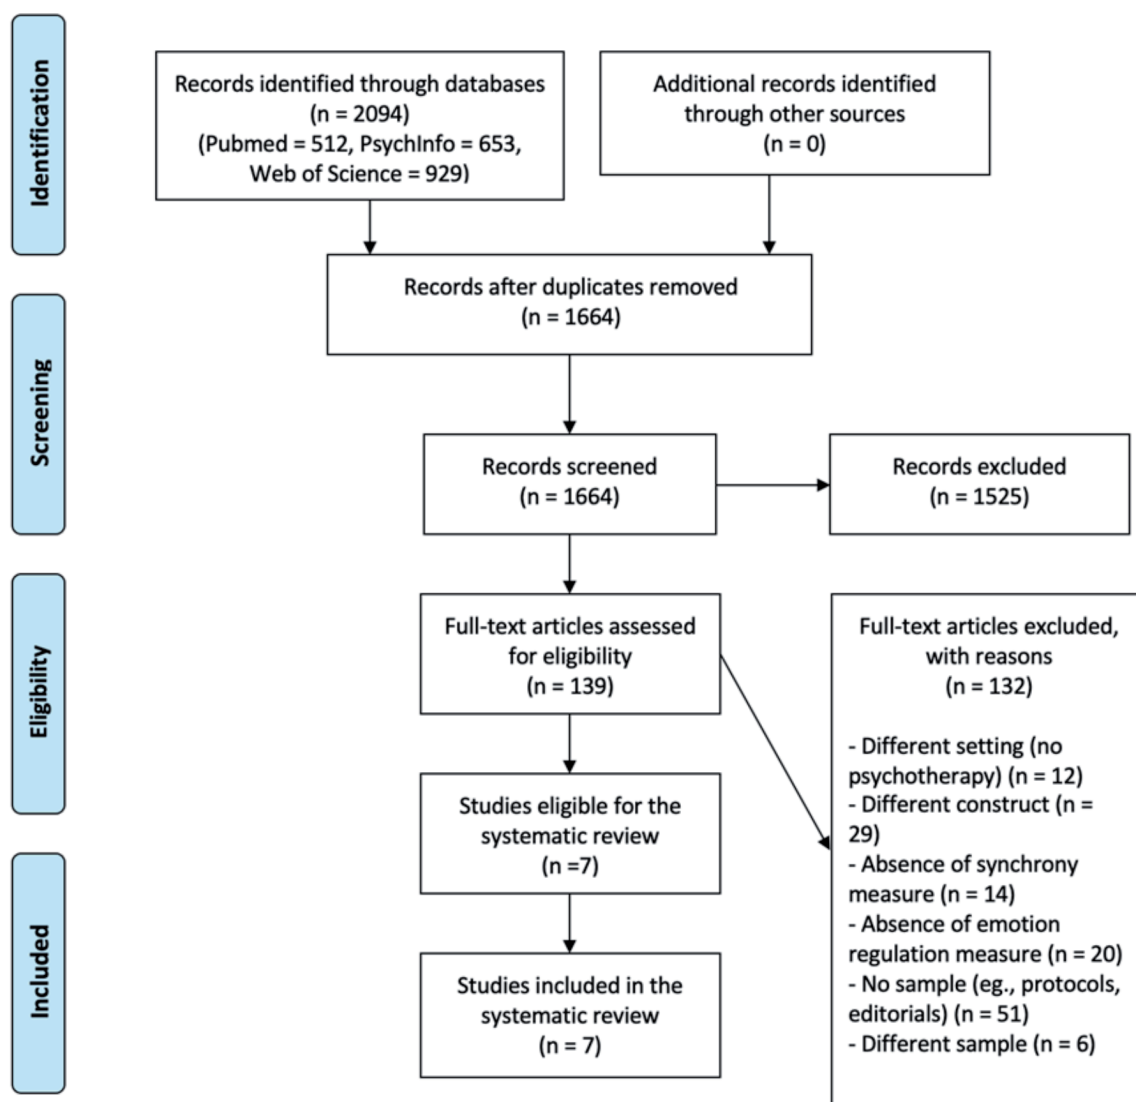 Identification
Records identified through databases
(n = 2094)
(Pubmed = 512, PsychInfo = 653,
Web of Science = 929)
Additional records identified
through other sources
(n = 0)
Records after duplicates removed
(n = 1664)
Screening
Records screened
(n = 1664)
Records excluded
(n = 1525)
Eligibility
Full-text articles assessed
for eligibility
(n = 139)
Full-text articles excluded,
with reasons
(n = 132)
- Different setting (no
psychotherapy) (n = 12)
- Different construct (n =
29)
- Absence of synchrony
measure (n = 14)
- Absence of emotion
regulation measure (n = 20)
- No sample (eg., protocols,
editorials) (n = 51)
- Different sample (n = 6)
Studies eligible for the
systematic review
(n =7)
Included
Studies included in the
systematic review
(n = 7)